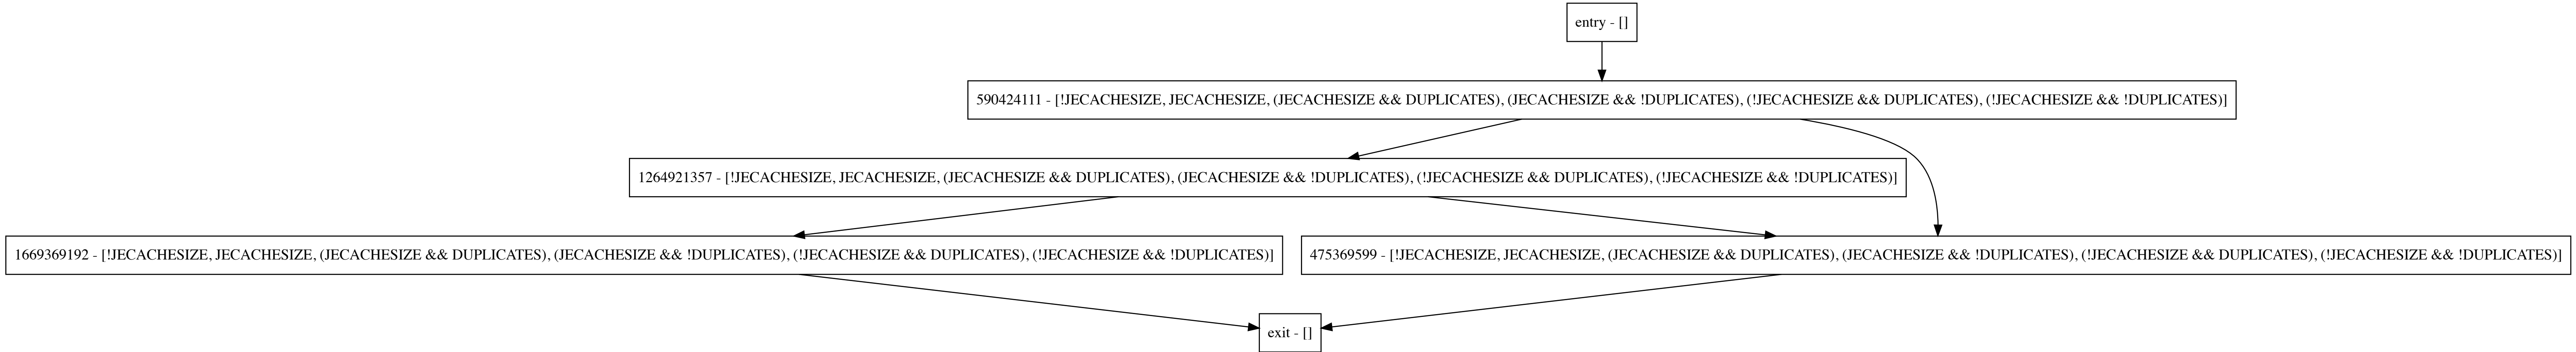 entry - []
590424111 - [!JECACHESIZE, JECACHESIZE, (JECACHESIZE && DUPLICATES), (JECACHESIZE && !DUPLICATES), (!JECACHESIZE && DUPLICATES), (!JECACHESIZE && !DUPLICATES)]
1264921357 - [!JECACHESIZE, JECACHESIZE, (JECACHESIZE && DUPLICATES), (JECACHESIZE && !DUPLICATES), (!JECACHESIZE && DUPLICATES), (!JECACHESIZE && !DUPLICATES)]
1669369192 - [!JECACHESIZE, JECACHESIZE, (JECACHESIZE && DUPLICATES), (JECACHESIZE && !DUPLICATES), (!JECACHESIZE && DUPLICATES), (!JECACHESIZE && !DUPLICATES)]
475369599 - [!JECACHESIZE, JECACHESIZE, (JECACHESIZE && DUPLICATES), (JECACHESIZE && !DUPLICATES), (!JECACHESIZE && DUPLICATES), (!JECACHESIZE && !DUPLICATES)]
exit - []